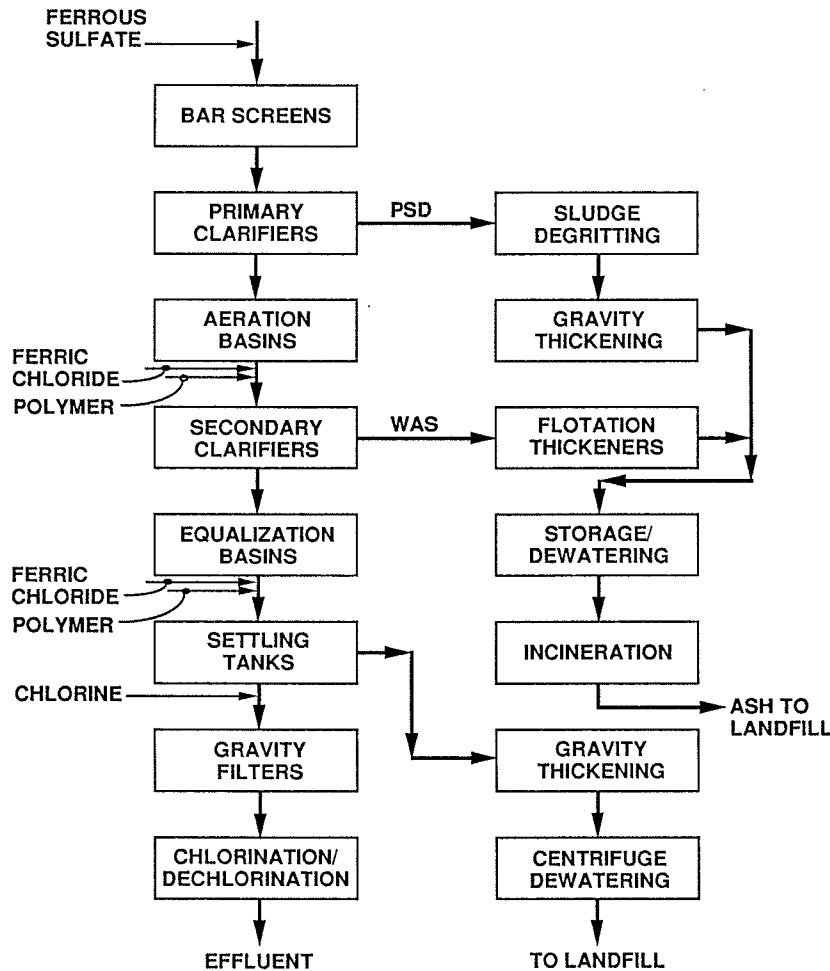 FERROUS
SULFATE
BAR SCREENS
PRIMARY
CLARIFIERS
PSD
SLUDGE
DEGRITTING
AERATION
BASINS
GRAVITY
THICKENING
FERRIC
CHLORIDE
POLYMER
SECONDARY
CLARIFIERS
WAS
FLOTATION
THICKENERS
EQUALIZATION
BASINS
STORAGE/
DEWATERING
FERRIC
CHLORIDE
POLYMER
SETTLING
TANKS
INCINERATION
CHLORINE
ASH TO
LANDFILL
GRAVITY
FILTERS
GRAVITY
THICKENING
CHLORINATION/
DECHLORINATION
CENTRIFUGE
DEWATERING
EFFLUENT
TO LANDFILL